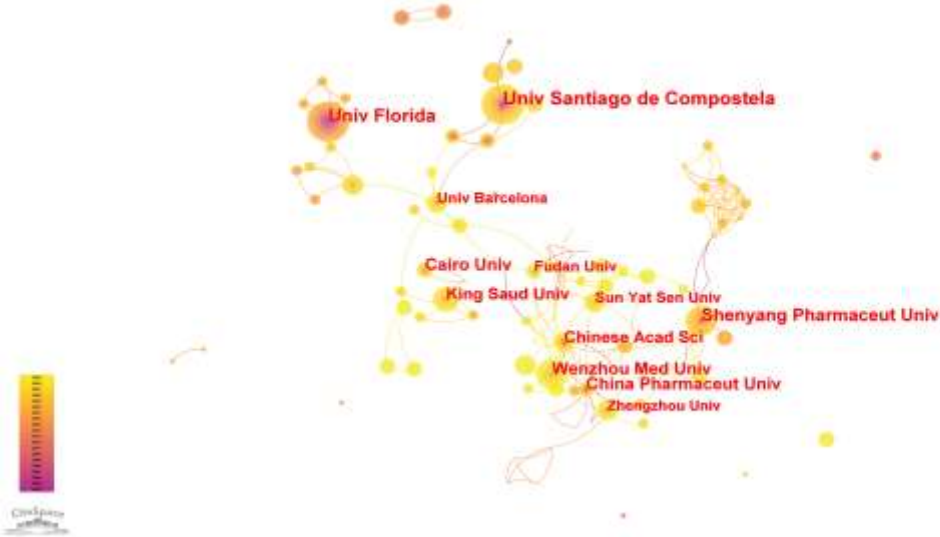 Univ Santiago de Compostela
Univ Florida
Univ Barcelona
Cairo Univ
Fudan Univ
King Saud Univ
Sun Yat Sen Univ
Shenyang Pharmaceut Univ
Chinese Acad Sci
Wenzhou Med Univ
China Pharmaceut Univ
Zhengzhou Univ
CiteSpace